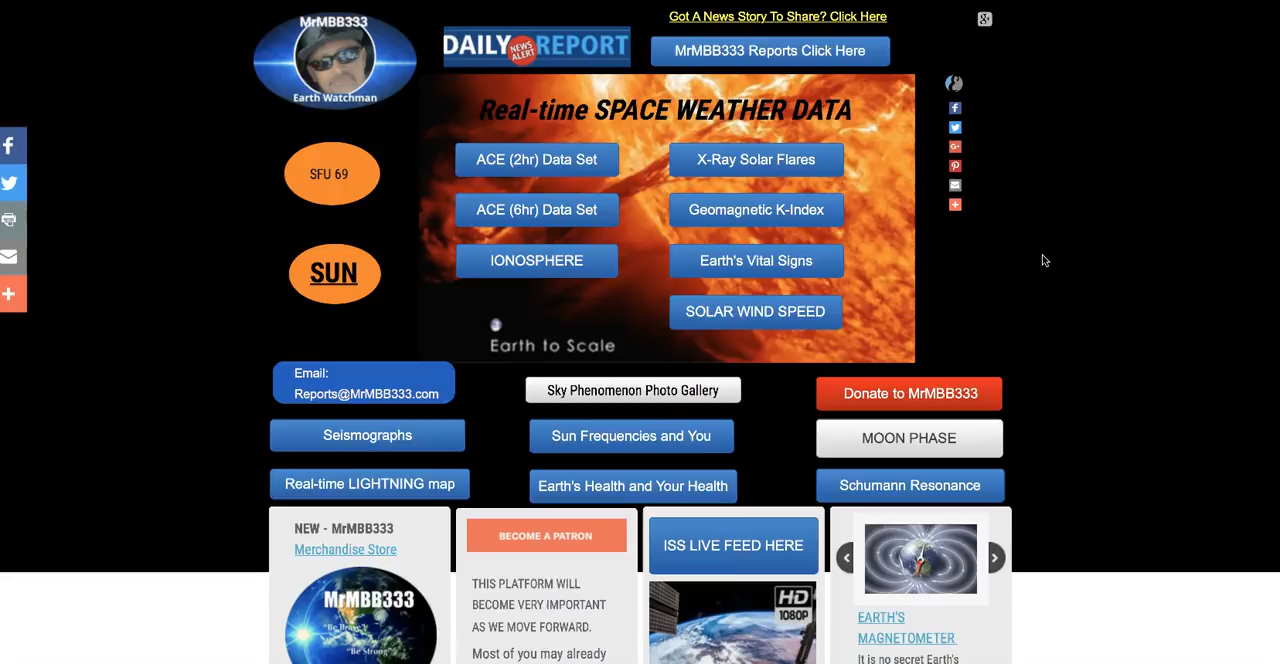 MrMBB333
Earth Watchman
DAILY NEWS ALERT REPORT
Got A News Story To Share? Click Here
MrMBB333 Reports Click Here
Real-time SPACE WEATHER DATA
SFU 69
ACE (2hr) Data Set
X-Ray Solar Flares
ACE (6hr) Data Set
Geomagnetic K-Index
SUN
IONOSPHERE
Earth's Vital Signs
SOLAR WIND SPEED
Earth to Scale
Email:
Reports@MrMBB333.com
Sky Phenomenon Photo Gallery
Donate to MrMBB333
Seismographs
Sun Frequencies and You
MOON PHASE
Real-time LIGHTNING map
Earth's Health and Your Health
Schumann Resonance
NEW - MrMBB333
Merchandise Store
MrMBB333
"Be Brave"
"Be Strong"
BECOME A PATRON
THIS PLATFORM WILL
BECOME VERY IMPORTANT
AS WE MOVE FORWARD.
Most of you may already
ISS LIVE FEED HERE
HD
1080P
EARTH'S
MAGNETOMETER
It is no secret Earth's